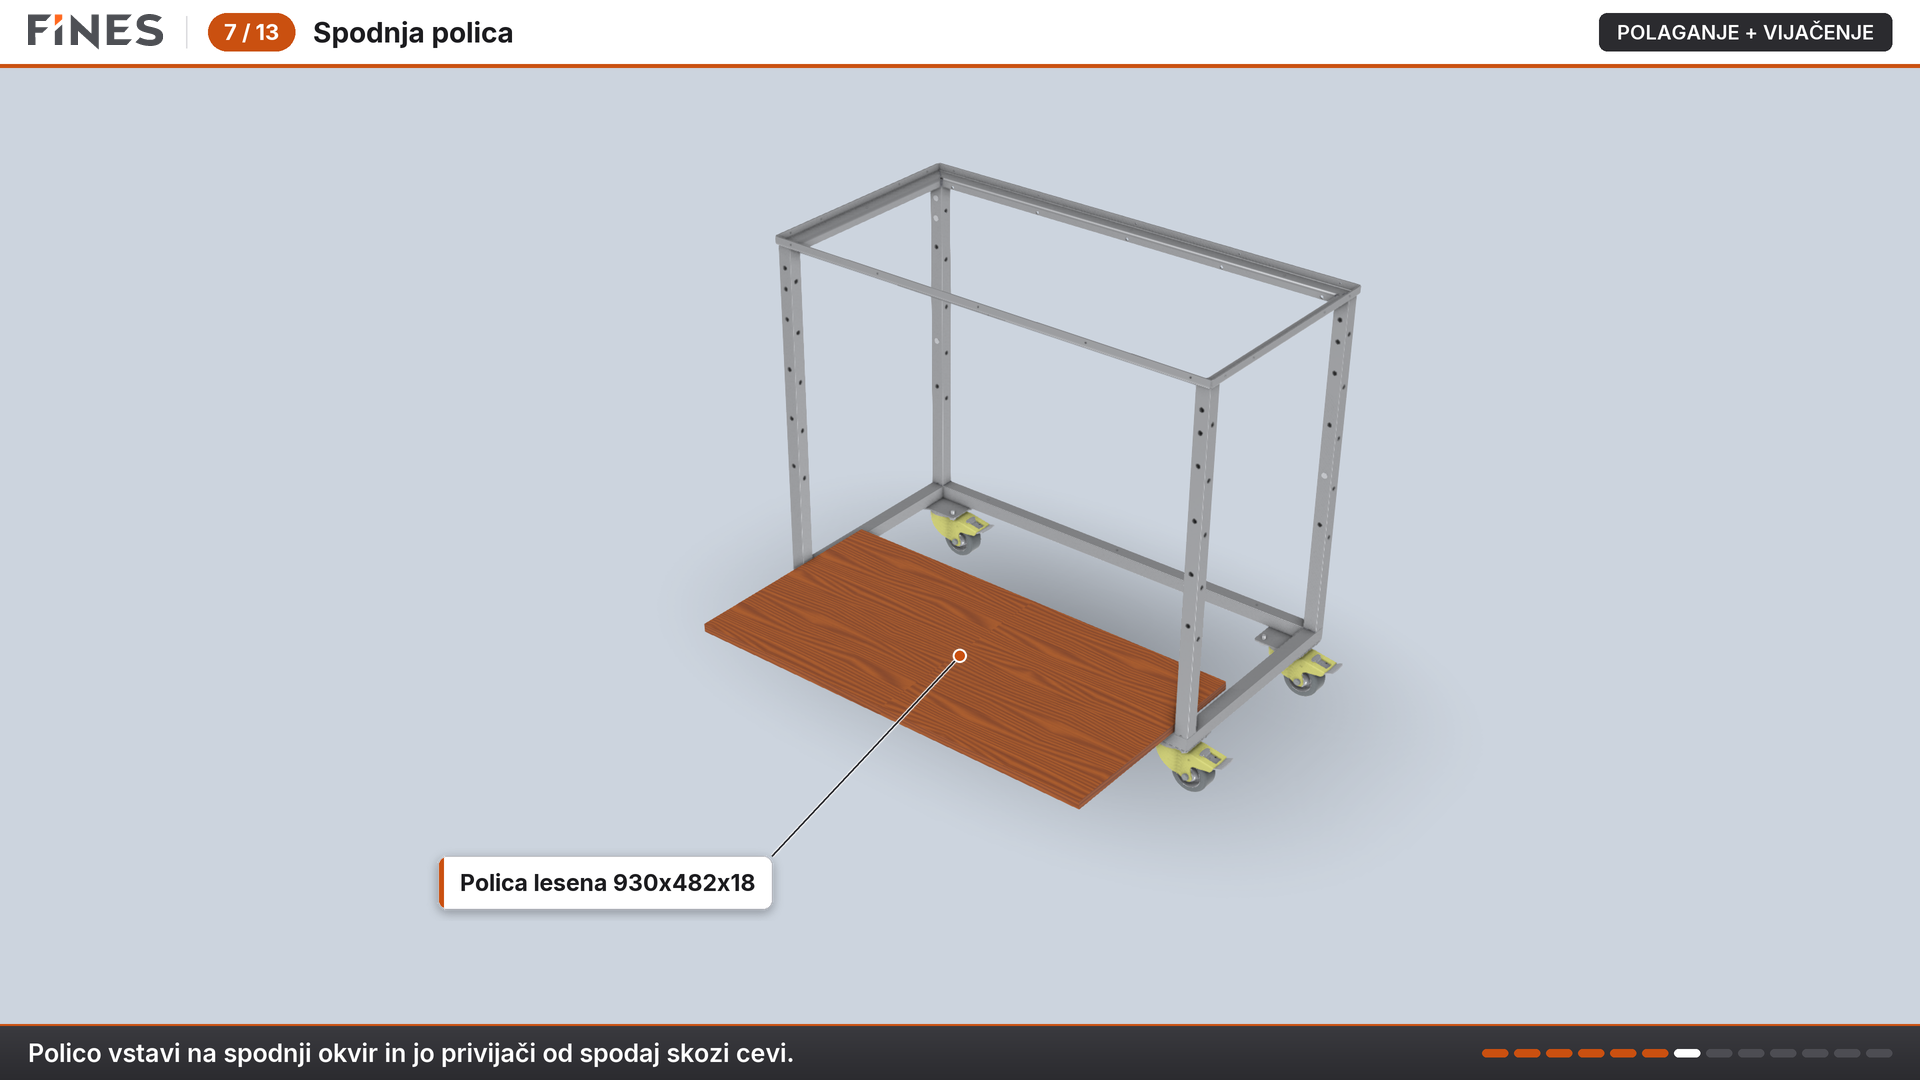 FINES
7 / 13
Spodnja polica
POLAGANJE + VIJAČENJE
Polica lesena 930x482x18
Polico vstavi na spodnji okvir in jo privijači od spodaj skozi cevi.